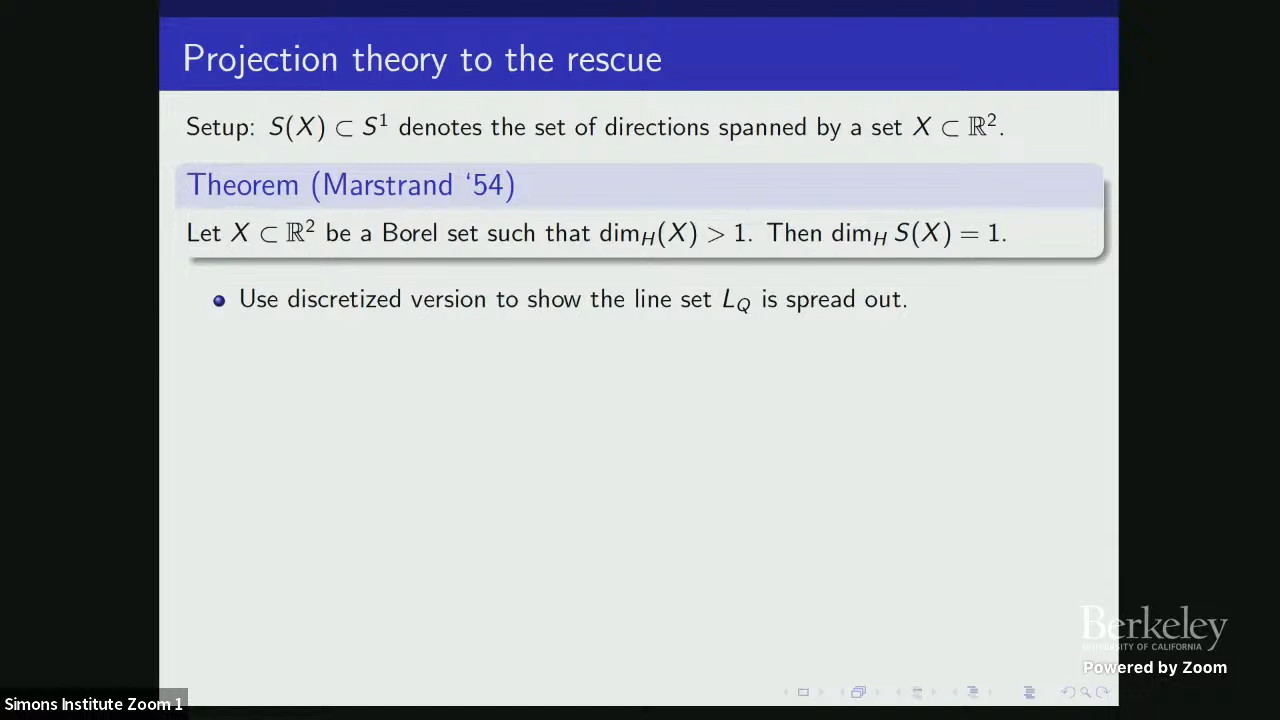 Projection theory to the rescue
Setup: S(X) ⊂ S¹ denotes the set of directions spanned by a set X ⊂ ℝ².
Theorem (Marstrand ‘54)
Let X ⊂ ℝ² be a Borel set such that dim_H(X) > 1. Then dim_H S(X) = 1.
Use discretized version to show the line set L_Q is spread out.
Berkeley
UNIVERSITY OF CALIFORNIA
Powered by Zoom
Simons Institute Zoom 1